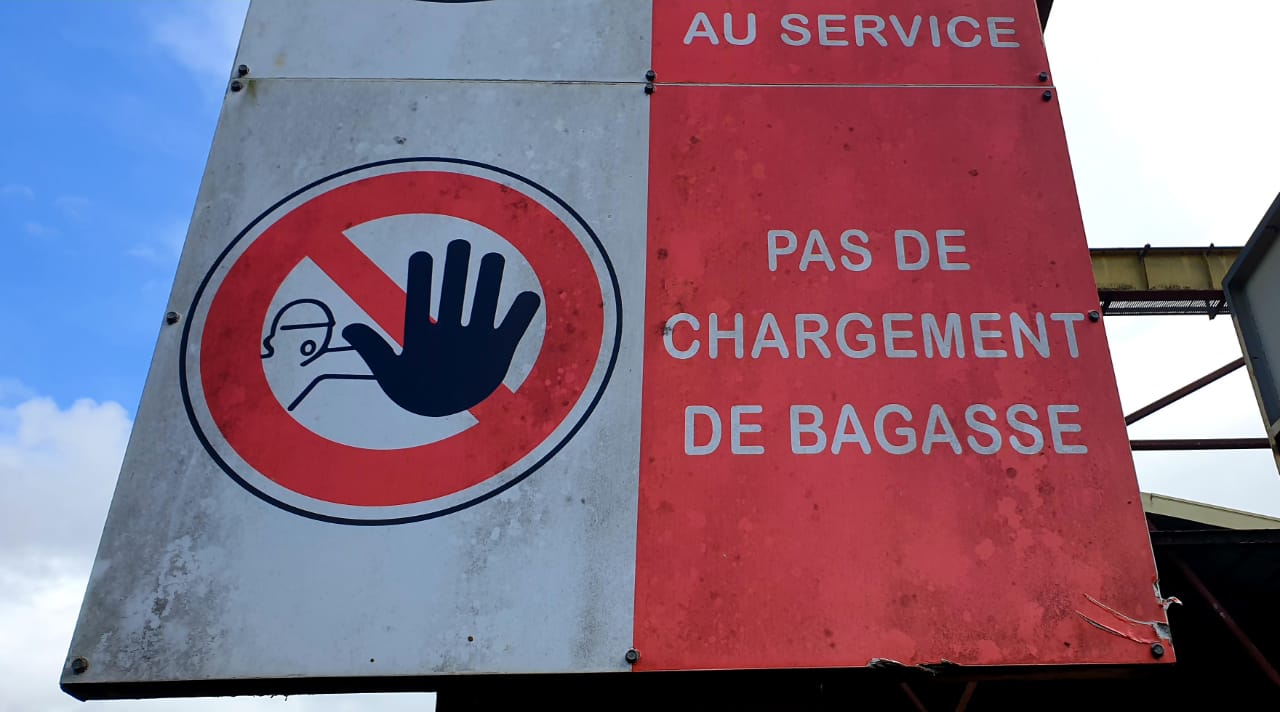 AU SERVICE
PAS DE
CHARGEMENT
DE BAGASSE